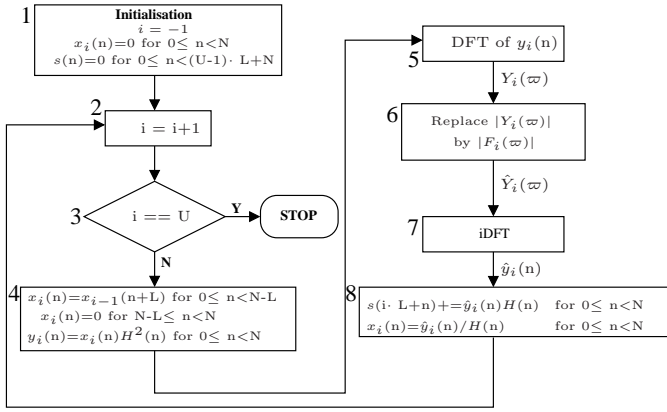 1
Initialisation
i = −1
x_i(n)=0 for 0≤ n<N
s(n)=0 for 0≤ n<(U-1)· L+N
2
i = i+1
3
i == U
Y
STOP
N
4
x_i(n)=x_{i−1}(n+L) for 0≤ n<N-L
x_i(n)=0 for N-L≤ n<N
y_i(n)=x_i(n)H²(n) for 0≤ n<N
5
DFT of y_i(n)
Y_i(ϖ)
6
Replace |Y_i(ϖ)|
by |F_i(ϖ)|
Ŷ_i(ϖ)
7
iDFT
ŷ_i(n)
8
s(i· L+n)+=ŷ_i(n)H(n) for 0≤ n<N
x_i(n)=ŷ_i(n)/H(n) for 0≤ n<N